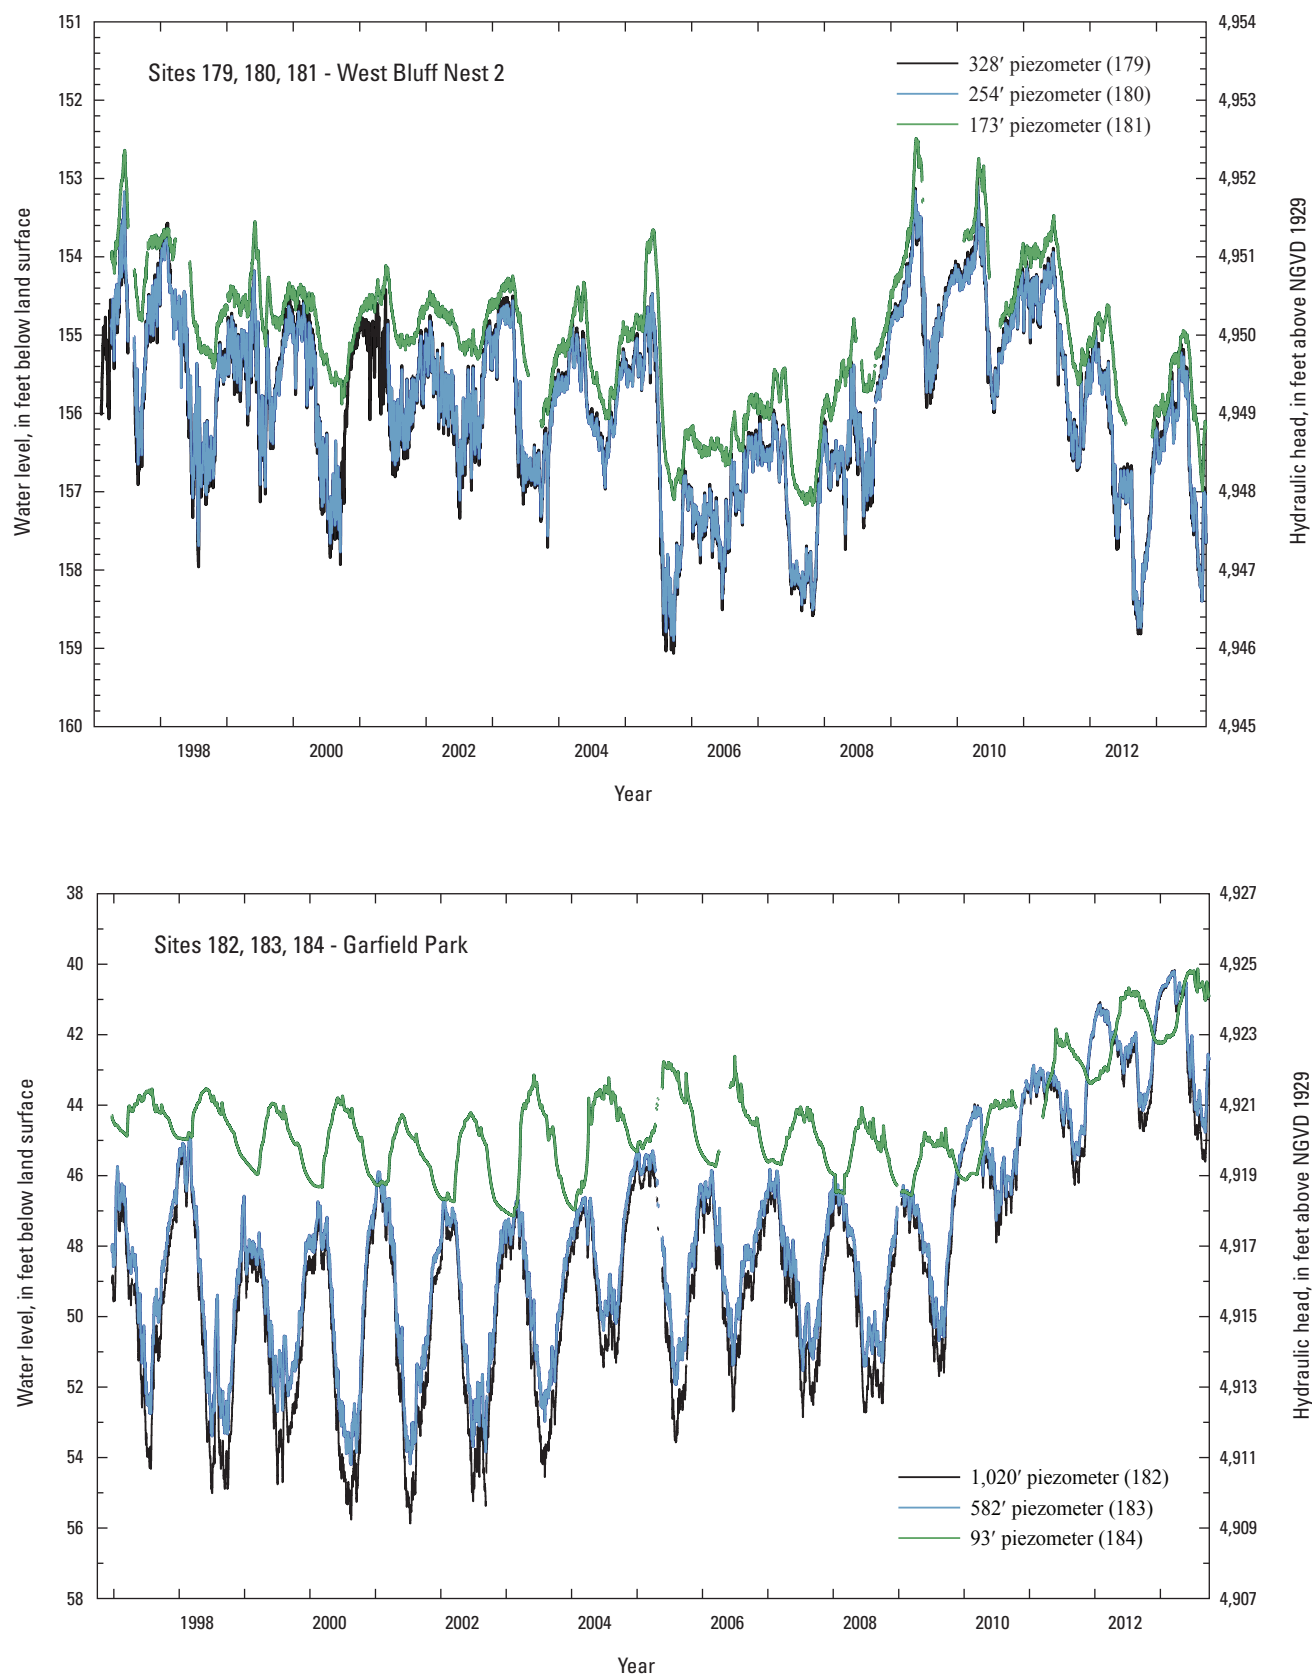 Sites 179, 180, 181 - West Bluff Nest 2
328′ piezometer (179)
254′ piezometer (180)
173′ piezometer (181)
Water level, in feet below land surface
151
152
153
154
155
156
157
158
159
160
Hydraulic head, in feet above NGVD 1929
4,954
4,953
4,952
4,951
4,950
4,949
4,948
4,947
4,946
4,945
1998 2000 2002 2004 2006 2008 2010 2012
Year
Sites 182, 183, 184 - Garfield Park
Water level, in feet below land surface
38
40
42
44
46
48
50
52
54
56
58
Hydraulic head, in feet above NGVD 1929
4,927
4,925
4,923
4,921
4,919
4,917
4,915
4,913
4,911
4,909
4,907
1,020′ piezometer (182)
582′ piezometer (183)
93′ piezometer (184)
1998 2000 2002 2004 2006 2008 2010 2012
Year